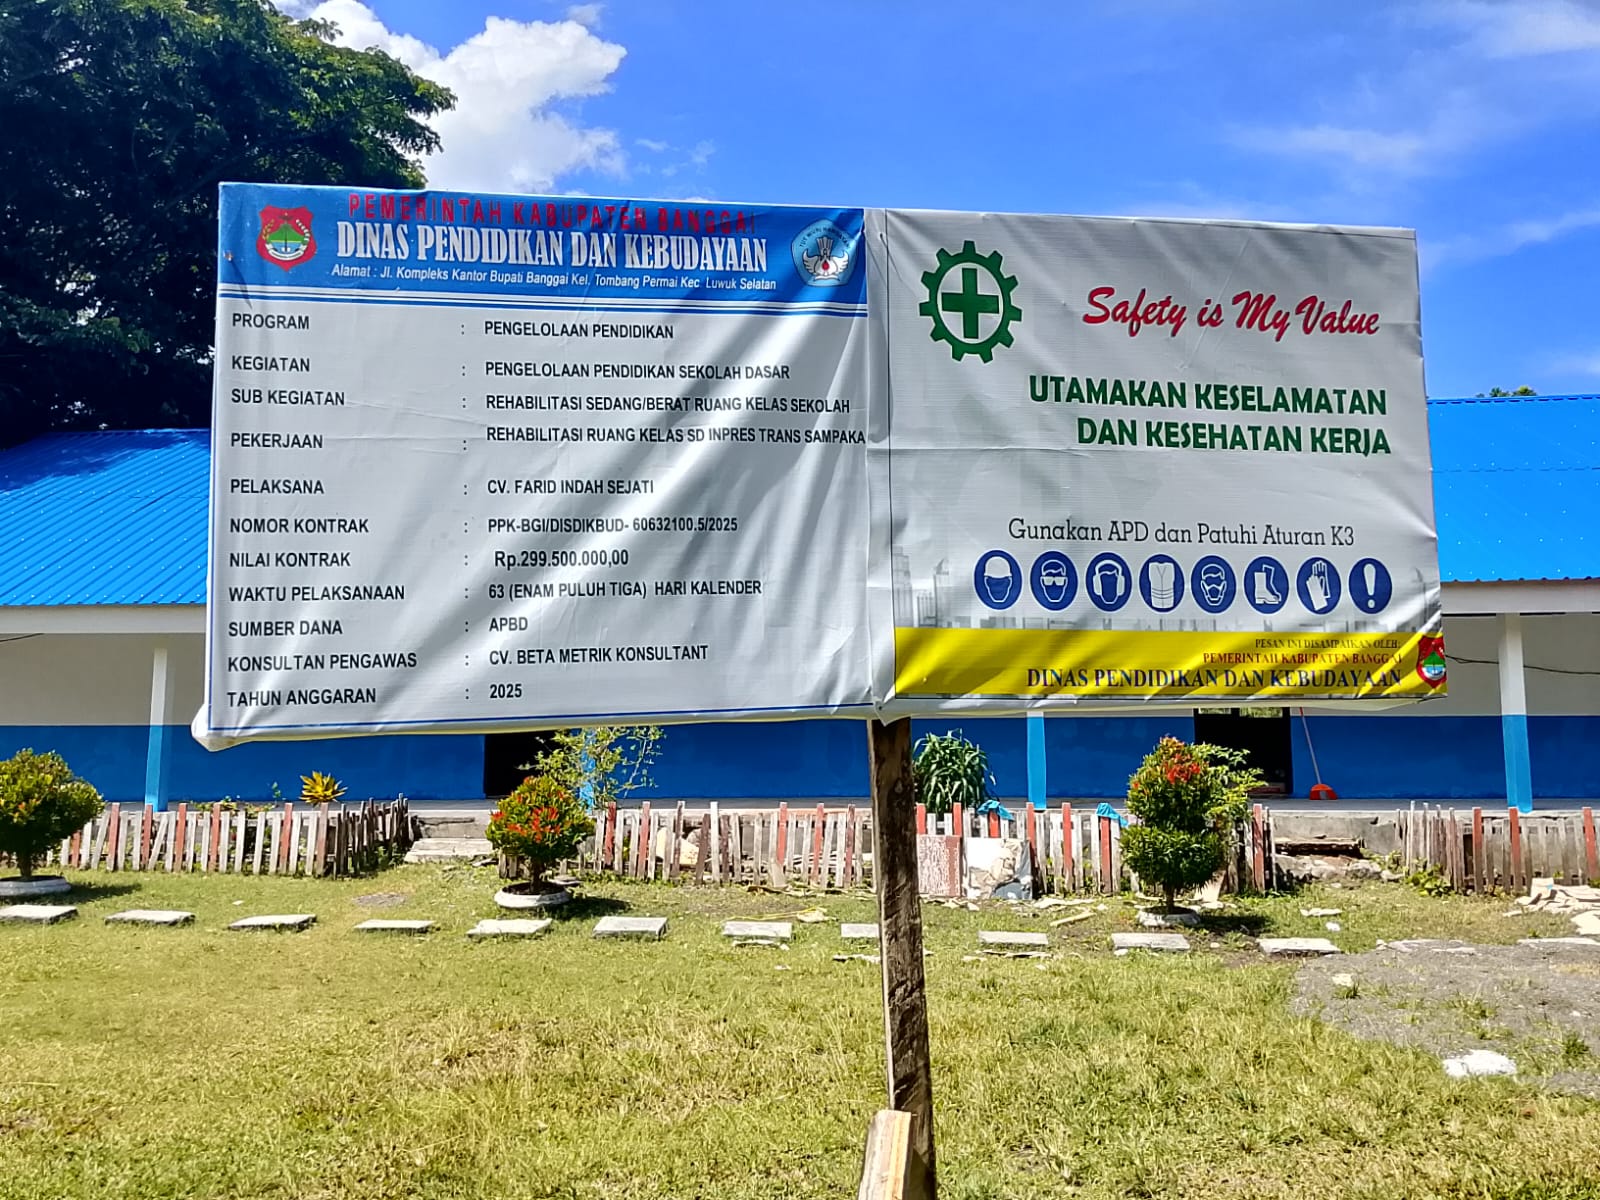 PEMERINTAH KABUPATEN BANGGAI
DINAS PENDIDIKAN DAN KEBUDAYAAN
Alamat : Jl. Kompleks Kantor Bupati Banggai Kel. Tombang Permai Kec. Luwuk Selatan
TUT WURI HANDAYANI
PROGRAM : PENGELOLAAN PENDIDIKAN
KEGIATAN : PENGELOLAAN PENDIDIKAN SEKOLAH DASAR
SUB KEGIATAN : REHABILITASI SEDANG/BERAT RUANG KELAS SEKOLAH
PEKERJAAN : REHABILITASI RUANG KELAS SD INPRES TRANS SAMPAKA
PELAKSANA : CV. FARID INDAH SEJATI
NOMOR KONTRAK : PPK-BGI/DISDIKBUD- 60632100.5/2025
NILAI KONTRAK : Rp.299.500.000,00
WAKTU PELAKSANAAN : 63 (ENAM PULUH TIGA) HARI KALENDER
SUMBER DANA : APBD
KONSULTAN PENGAWAS : CV. BETA METRIK KONSULTANT
TAHUN ANGGARAN : 2025
Safety is My Value
UTAMAKAN KESELAMATAN
DAN KESEHATAN KERJA
Gunakan APD dan Patuhi Aturan K3
PESAN INI DISAMPAIKAN OLEH:
PEMERINTAH KABUPATEN BANGGAI
DINAS PENDIDIKAN DAN KEBUDAYAAN